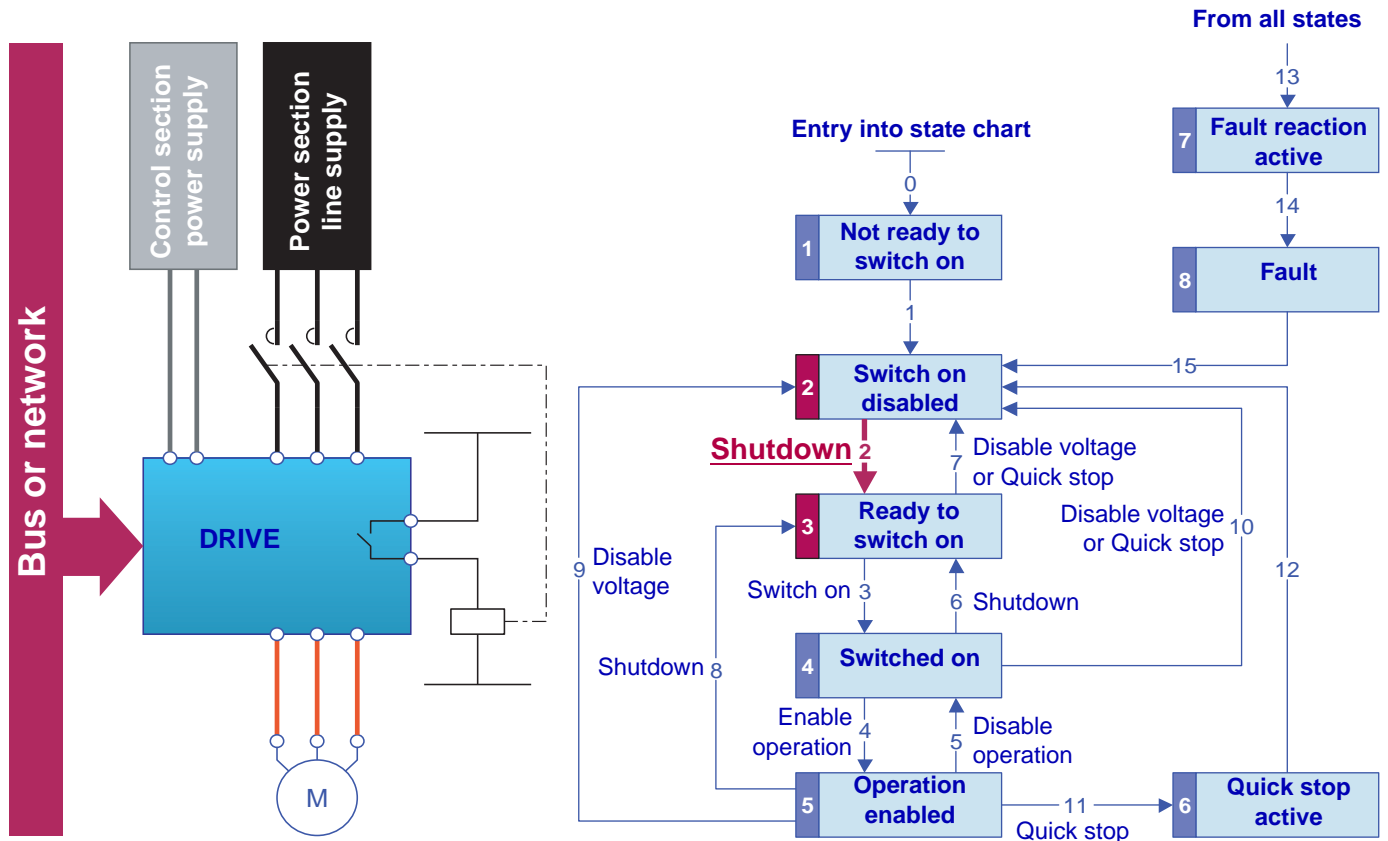 Bus or network
Control section
power supply
Power section
line supply
DRIVE
M
From all states
13
7
Fault reaction
active
14
8
Fault
15
Entry into state chart
0
1
Not ready to
switch on
1
2
Switch on
disabled
Shutdown 2
7
Disable voltage
or Quick stop
3
Ready to
switch on
Disable voltage
or Quick stop
10
9
Disable
voltage
12
Switch on 3
6 Shutdown
4
Switched on
Shutdown 8
Enable
operation
4
5
Disable
operation
5
Operation
enabled
11
Quick stop
6
Quick stop
active